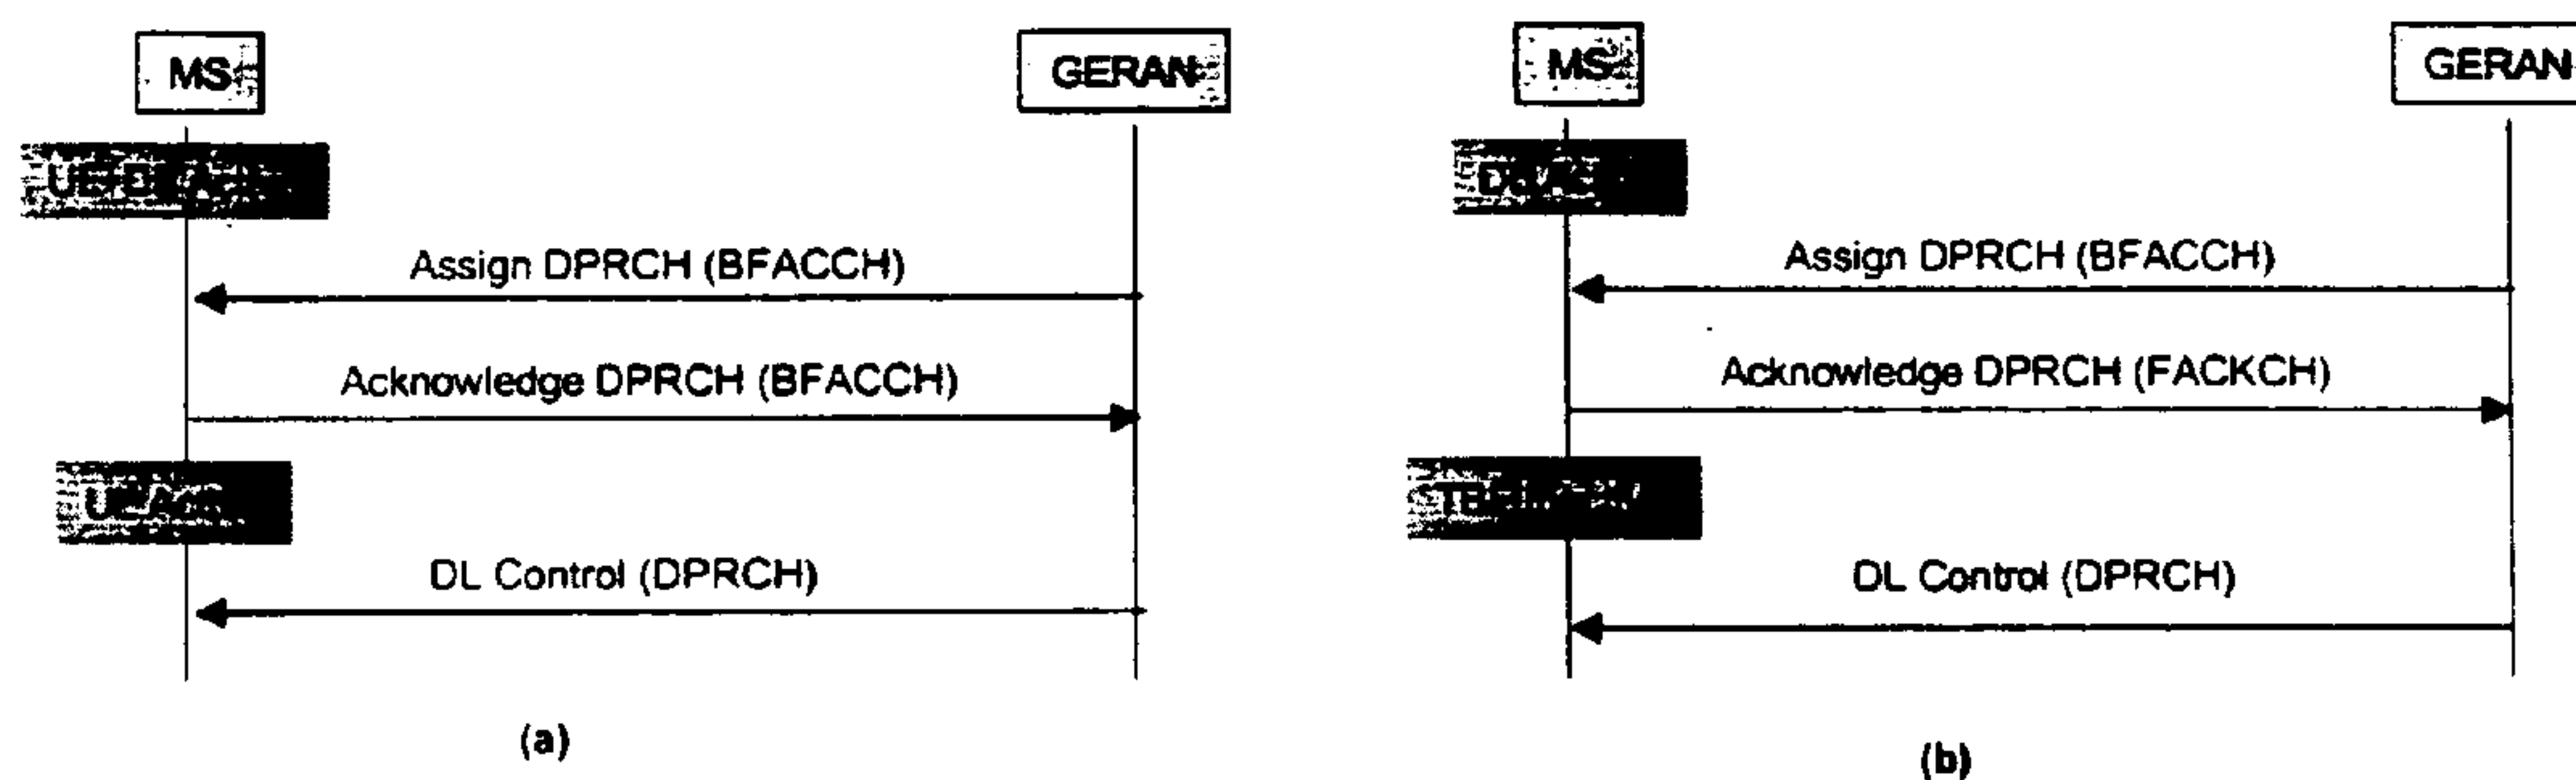 MS
GERAN
Assign DPRCH (BFACCH)
Acknowledge DPRCH (BFACCH)
DL Control (DPRCH)
(a)
MS
GERAN
Assign DPRCH (BFACCH)
Acknowledge DPRCH (FACKCH)
DL Control (DPRCH)
(b)